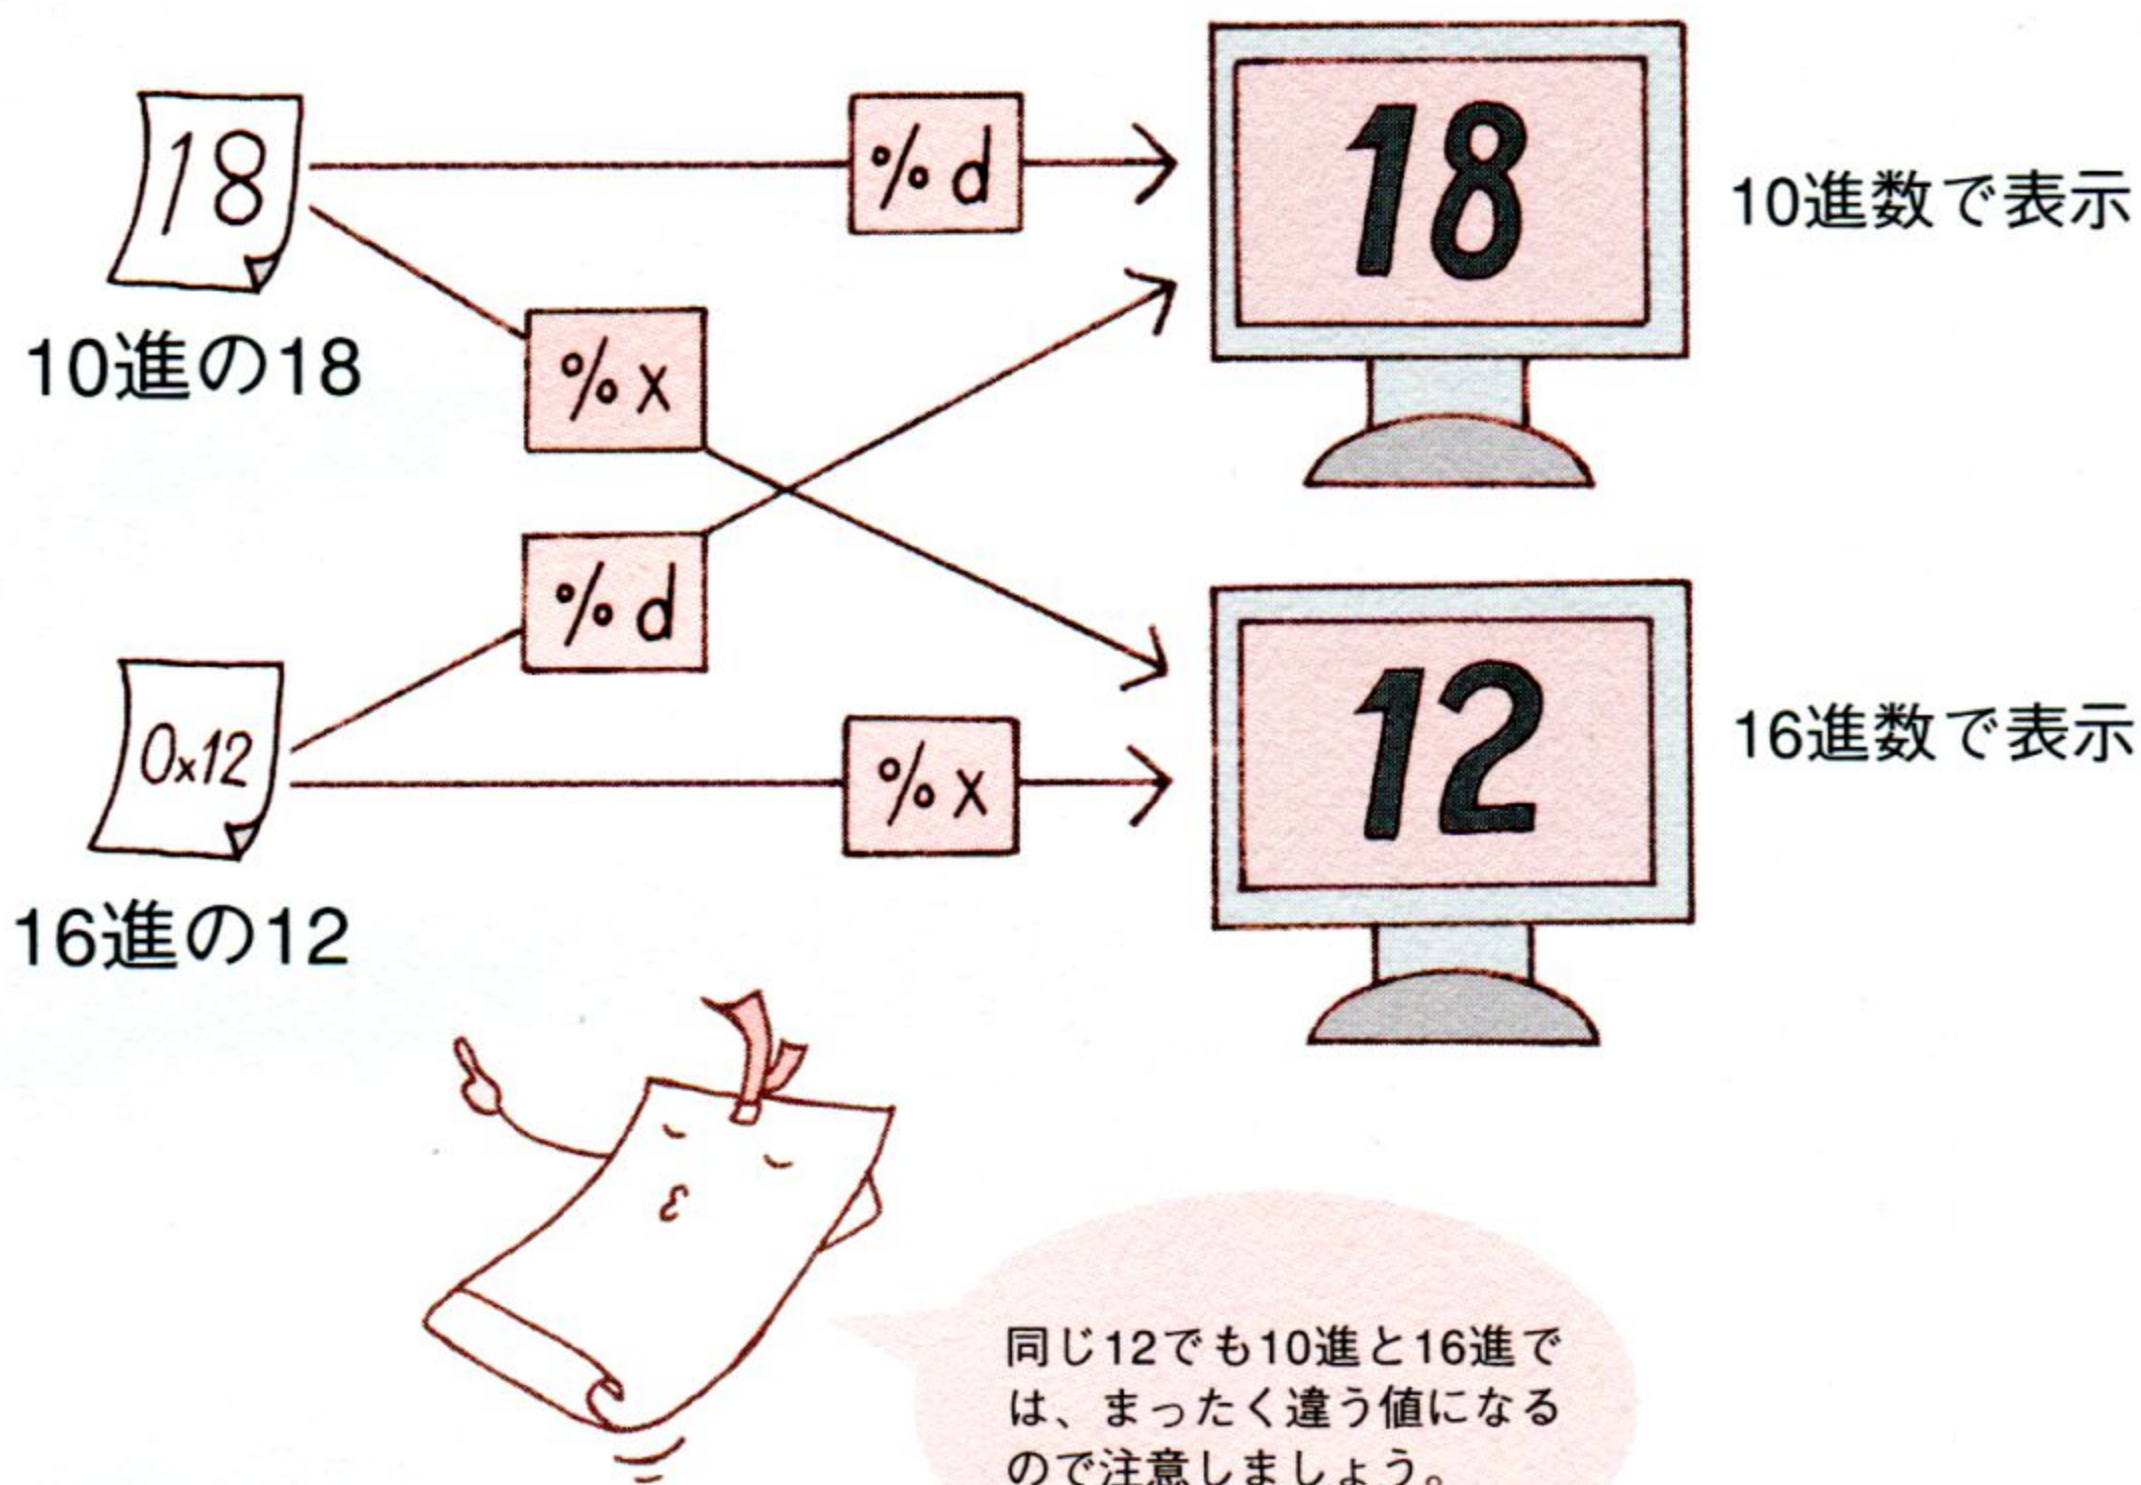 18
%d
18
10進数で表示
10進の18
%x
%d
0x12
%x
12
16進数で表示
16進の12
同じ12でも10進と16進で
は、まったく違う値になる
ので注意しましょう。